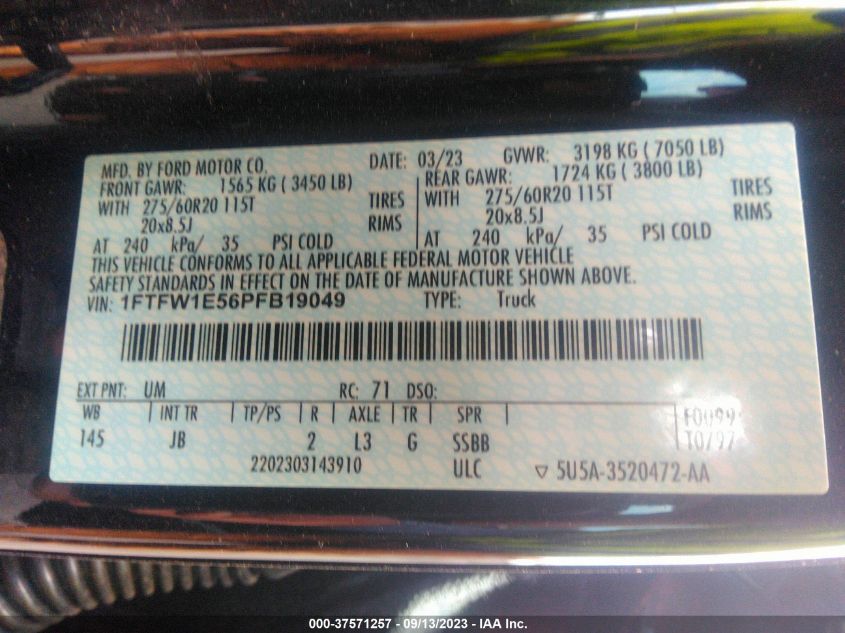 MFD. BY FORD MOTOR CO. DATE: 03/23 GVWR: 3198 KG ( 7050 LB)
FRONT GAWR: 1565 KG ( 3450 LB) REAR GAWR: 1724 KG ( 3800 LB)
WITH 275/60R20 115T TIRES WITH 275/60R20 115T TIRES
20x8.5J RIMS 20x8.5J RIMS
AT 240 kPa/ 35 PSI COLD AT 240 kPa/ 35 PSI COLD
THIS VEHICLE CONFORMS TO ALL APPLICABLE FEDERAL MOTOR VEHICLE
SAFETY STANDARDS IN EFFECT ON THE DATE OF MANUFACTURE SHOWN ABOVE.
VIN: 1FTFW1E56PFB19049 TYPE: Truck
EXT PNT: UM RC: 71 DSO:
WB INT TR TP/PS R AXLE TR SPR F0099
145 JB 2 L3 G SSBB T0797
2202303143910 ULC ▽ 5U5A-3520472-AA
000-37571257 - 09/13/2023 - IAA Inc.